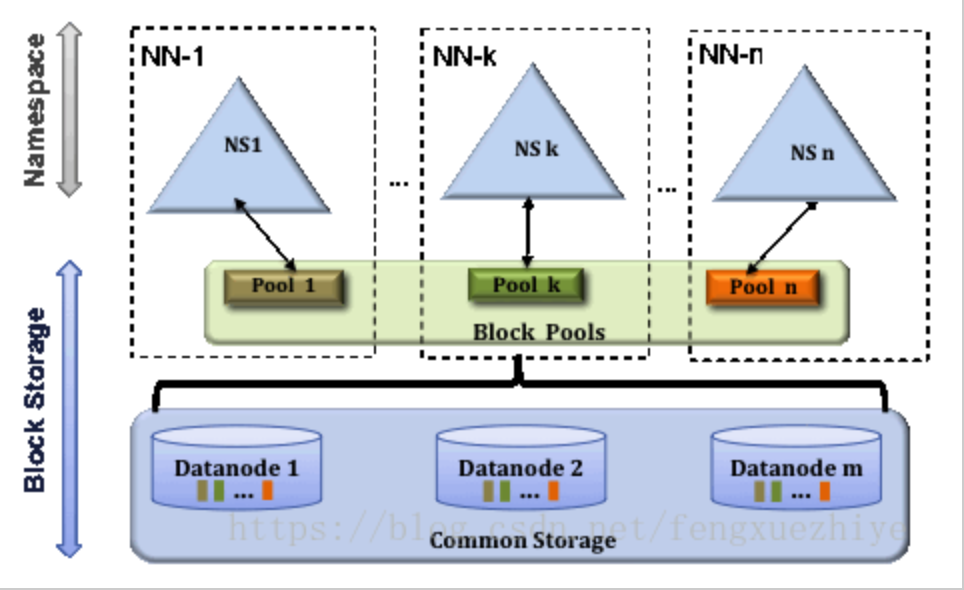 Namespace
NN-1
NN-k
NN-n
NS1
NS k
NS n
...
...
Block Storage
Pool 1
Pool k
Pool n
Block Pools
Datanode 1
Datanode 2
Datanode m
...
...
...
https://blog.csdn.net/fengxuezhiye
Common Storage